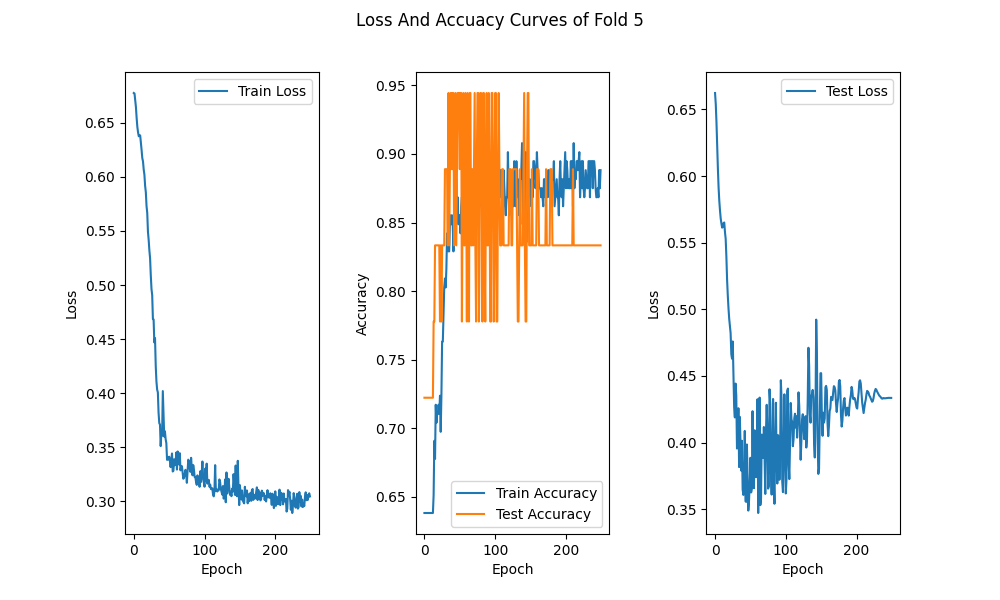 Loss And Accuacy Curves of Fold 5
Train Loss
0.65
0.60
0.55
0.50
0.45
0.40
0.35
0.30
Loss
0
100
200
Epoch
0.95
0.90
0.85
0.80
0.75
0.70
0.65
Accuracy
Train Accuracy
Test Accuracy
0
100
200
Epoch
Test Loss
0.65
0.60
0.55
0.50
0.45
0.40
0.35
Loss
0
100
200
Epoch